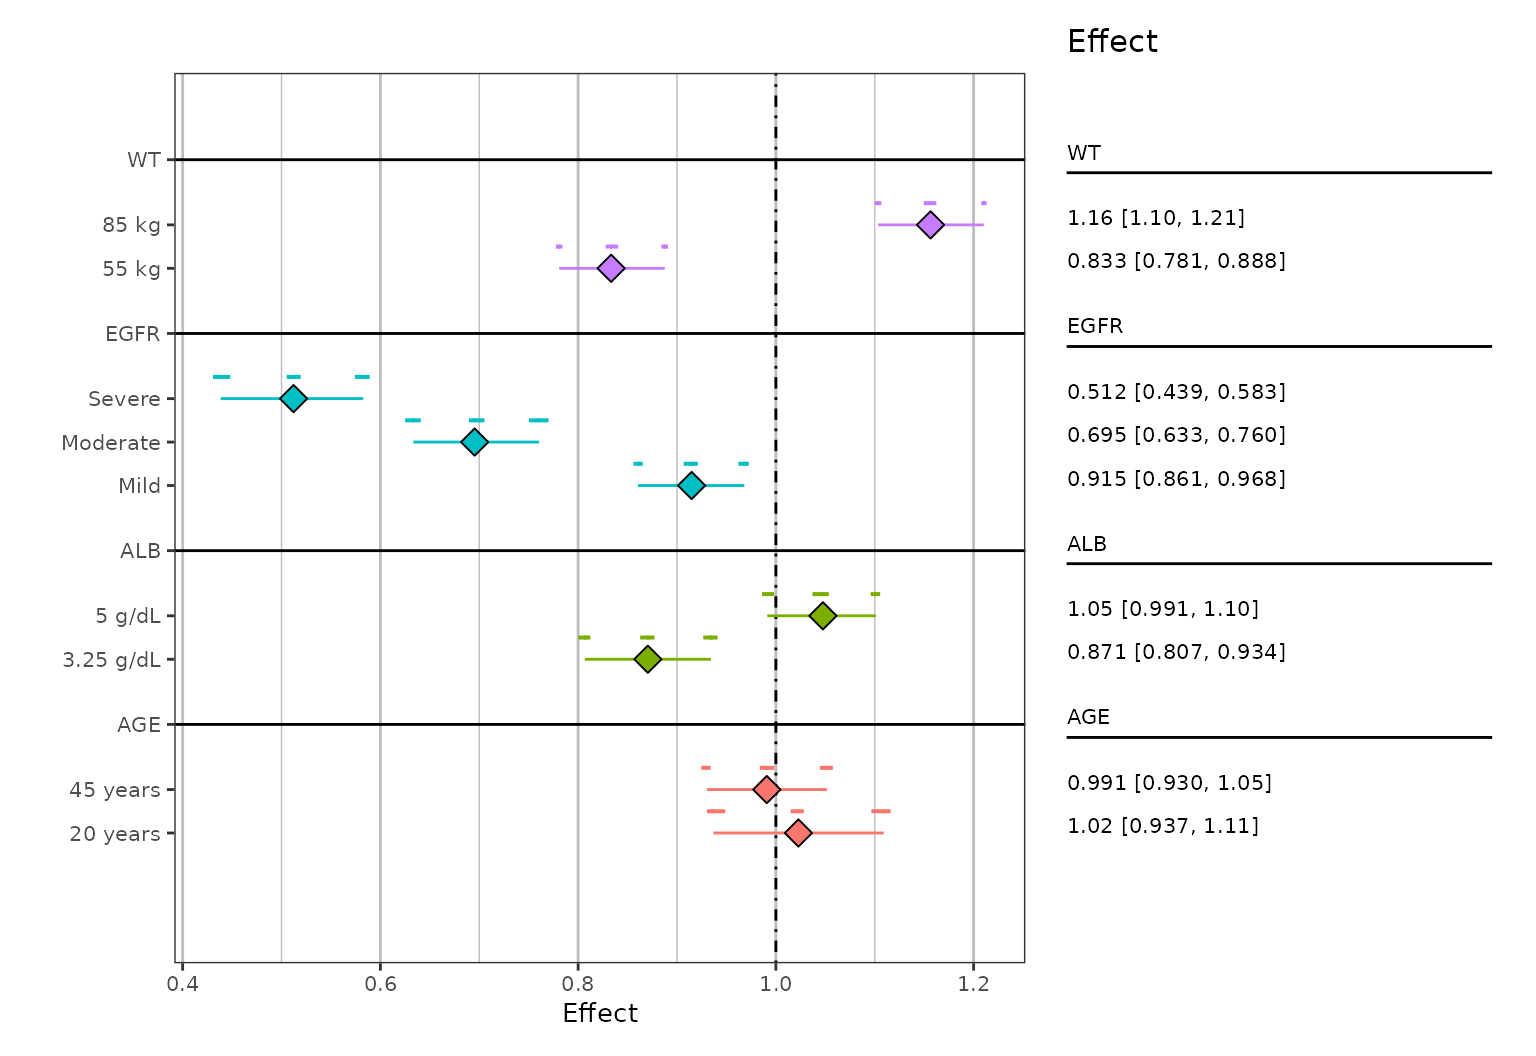 Effect
WT
85 kg
55 kg
EGFR
Severe
Moderate
Mild
ALB
5 g/dL
3.25 g/dL
AGE
45 years
20 years
0.4 0.6 0.8 1.0 1.2
Effect
WT
1.16 [1.10, 1.21]
0.833 [0.781, 0.888]
EGFR
0.512 [0.439, 0.583]
0.695 [0.633, 0.760]
0.915 [0.861, 0.968]
ALB
1.05 [0.991, 1.10]
0.871 [0.807, 0.934]
AGE
0.991 [0.930, 1.05]
1.02 [0.937, 1.11]